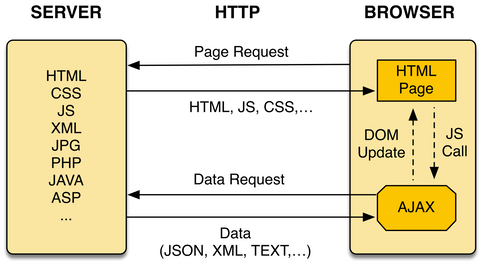 SERVER
HTTP
BROWSER
HTML
CSS
JS
XML
JPG
PHP
JAVA
ASP
...
Page Request
HTML, JS, CSS,...
Data Request
Data
(JSON, XML, TEXT,...)
HTML
Page
DOM
Update
JS
Call
AJAX